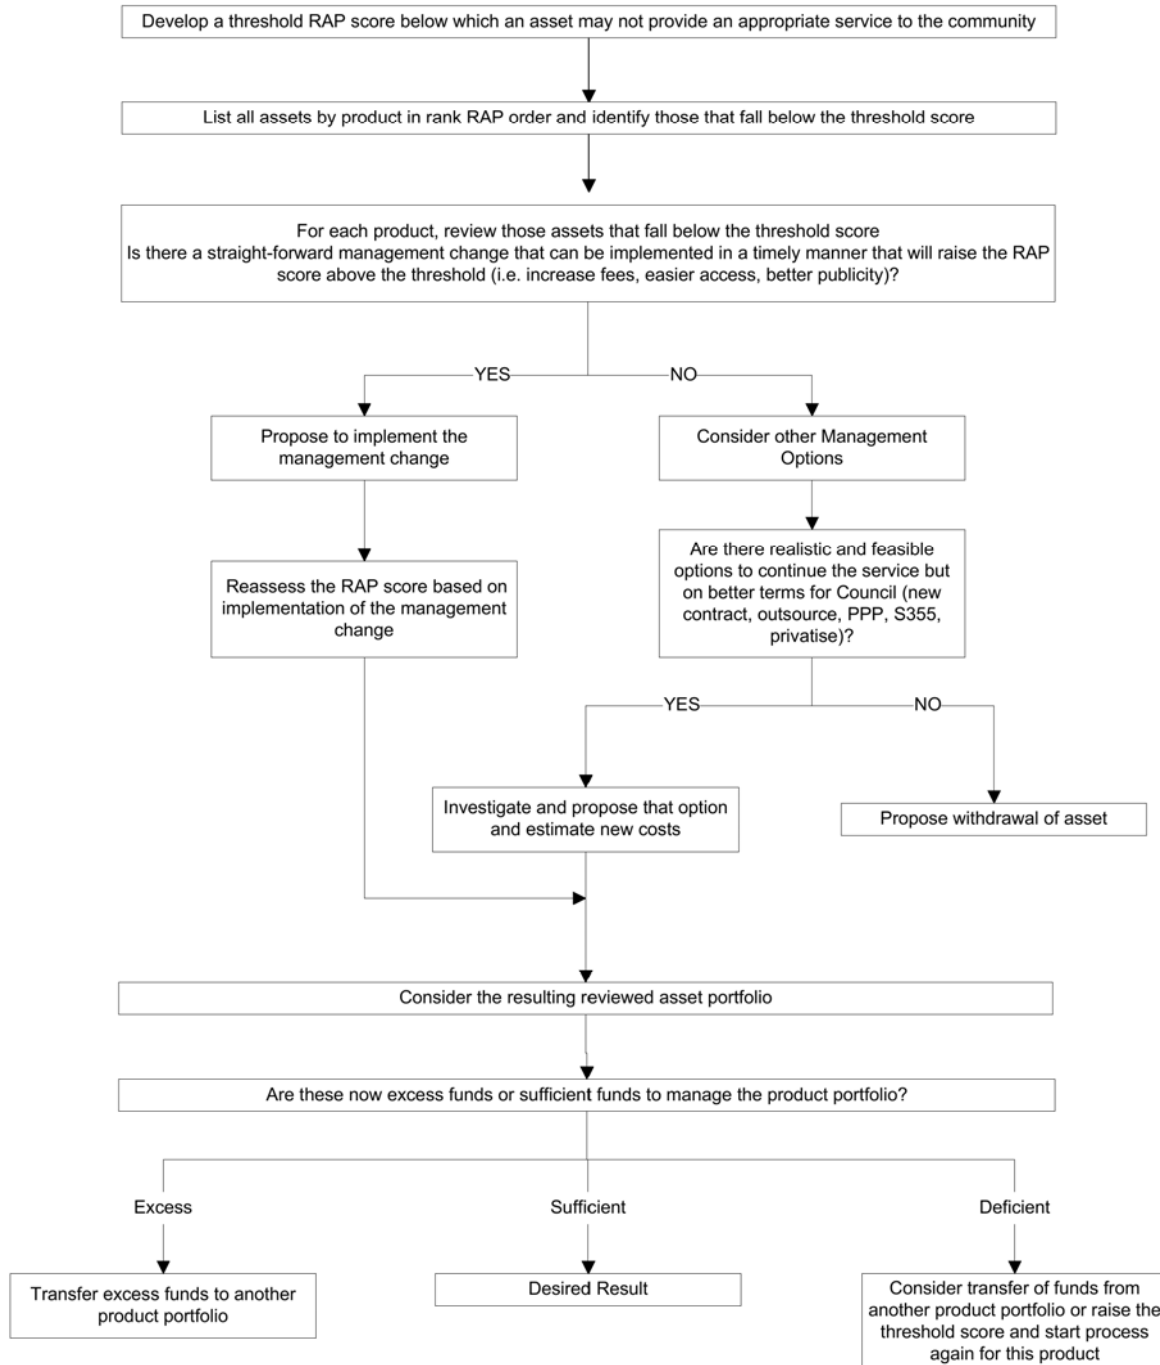 Develop a threshold RAP score below which an asset may not provide an appropriate service to the community
List all assets by product in rank RAP order and identify those that fall below the threshold score
For each product, review those assets that fall below the threshold score
Is there a straight-forward management change that can be implemented in a timely manner that will raise the RAP
score above the threshold (i.e. increase fees, easier access, better publicity)?
YES
NO
Propose to implement the
management change
Consider other Management
Options
Reassess the RAP score based on
implementation of the management
change
Are there realistic and feasible
options to continue the service but
on better terms for Council (new
contract, outsource, PPP, S355,
privatise)?
YES
NO
Investigate and propose that option
and estimate new costs
Propose withdrawal of asset
Consider the resulting reviewed asset portfolio
Are these now excess funds or sufficient funds to manage the product portfolio?
Excess
Sufficient
Deficient
Transfer excess funds to another
product portfolio
Desired Result
Consider transfer of funds from
another product portfolio or raise the
threshold score and start process
again for this product